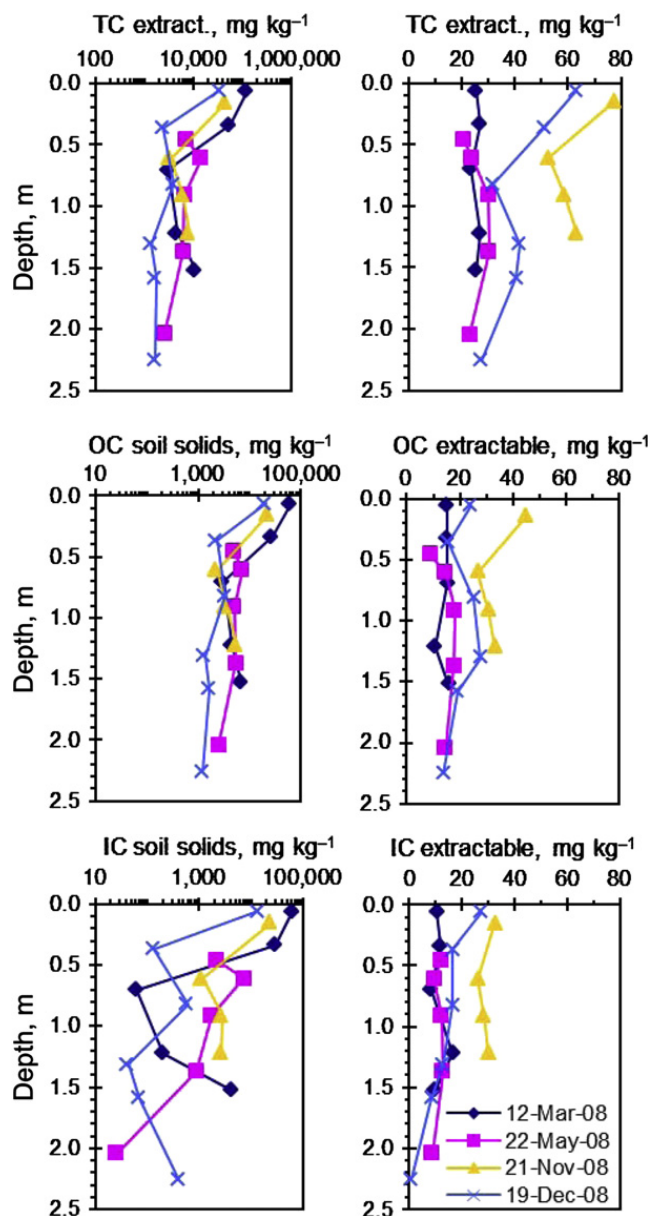 TC extract., mg kg⁻¹
100 10,000 1,000,000
0.0
0.5
1.0
1.5
2.0
2.5
Depth, m
TC extract., mg kg⁻¹
0 20 40 60 80
0.0
0.5
1.0
1.5
2.0
2.5
OC soil solids, mg kg⁻¹
10 1,000 100,000
0.0
0.5
1.0
1.5
2.0
2.5
Depth, m
OC extractable, mg kg⁻¹
0 20 40 60 80
0.0
0.5
1.0
1.5
2.0
2.5
IC soil solids, mg kg⁻¹
10 1,000 100,000
0.0
0.5
1.0
1.5
2.0
2.5
Depth, m
IC extractable, mg kg⁻¹
0 20 40 60 80
0.0
0.5
1.0
1.5
2.0
2.5
12-Mar-08
22-May-08
21-Nov-08
19-Dec-08